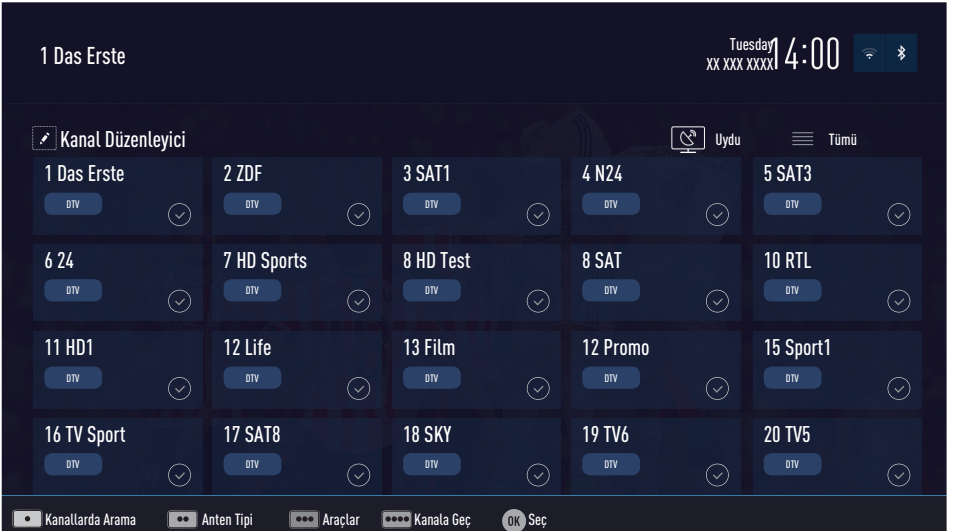 1 Das Erste
Tuesday
XX XXX XXXX
14:00
Kanal Düzenleyici
Uydu
Tümü
1 Das Erste 2 ZDF 3 SAT1 4 N24 5 SAT3
DTV DTV DTV DTV DTV
6 24 7 HD Sports 8 HD Test 8 SAT 10 RTL
DTV DTV DTV DTV DTV
11 HD1 12 Life 13 Film 12 Promo 15 Sport1
DTV DTV DTV DTV DTV
16 TV Sport 17 SAT8 18 SKY 19 TV6 20 TV5
DTV DTV DTV DTV DTV
Kanallarda Arama Anten Tipi Araçlar Kanala Geç OK Seç